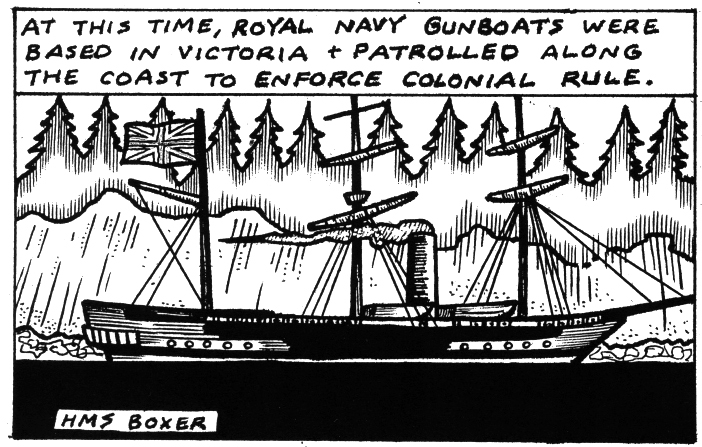 AT THIS TIME, ROYAL NAVY GUNBOATS WERE
BASED IN VICTORIA + PATROLLED ALONG
THE COAST TO ENFORCE COLONIAL RULE.
HMS BOXER